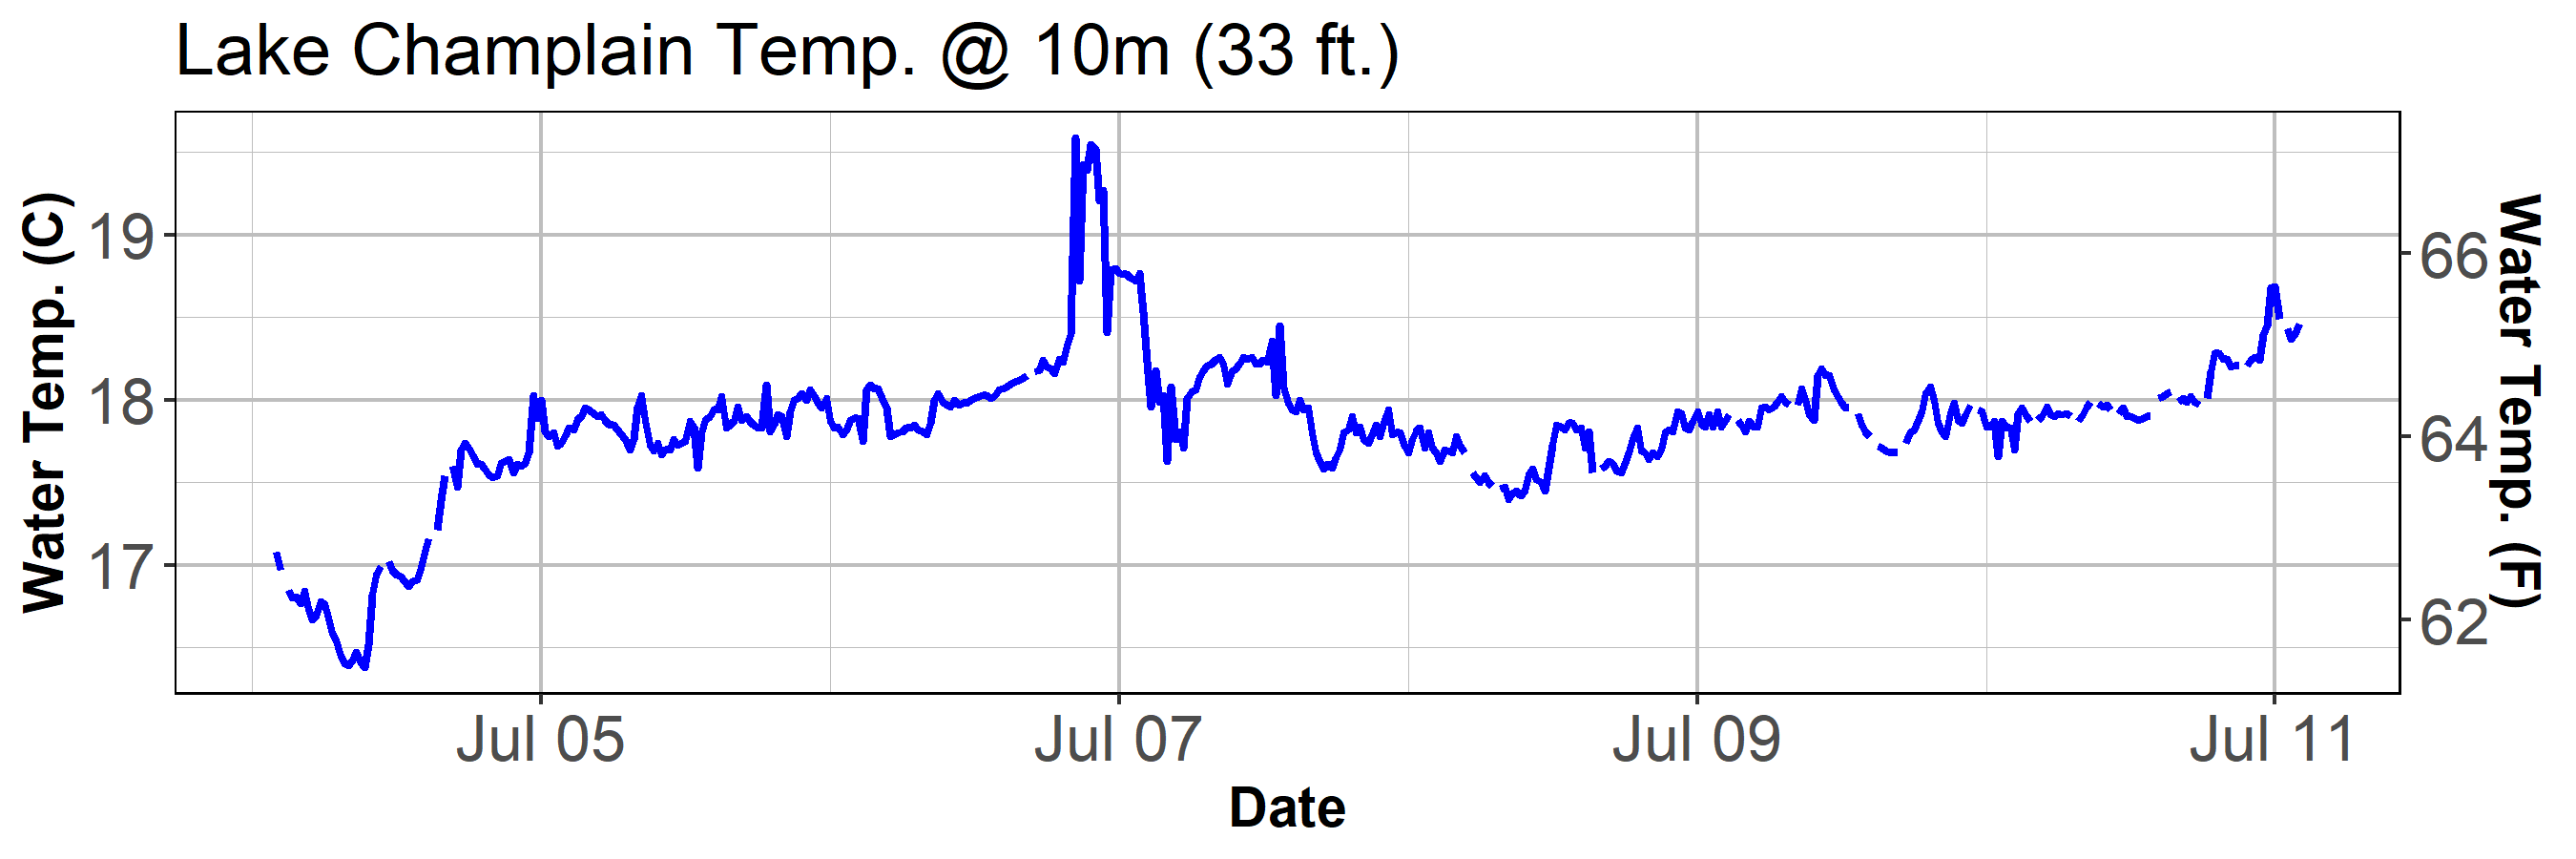 Lake Champlain Temp. @ 10m (33 ft.)
Water Temp. (C)
19
18
17
66
64
62
Water Temp. (F)
Jul 05
Jul 07
Jul 09
Jul 11
Date